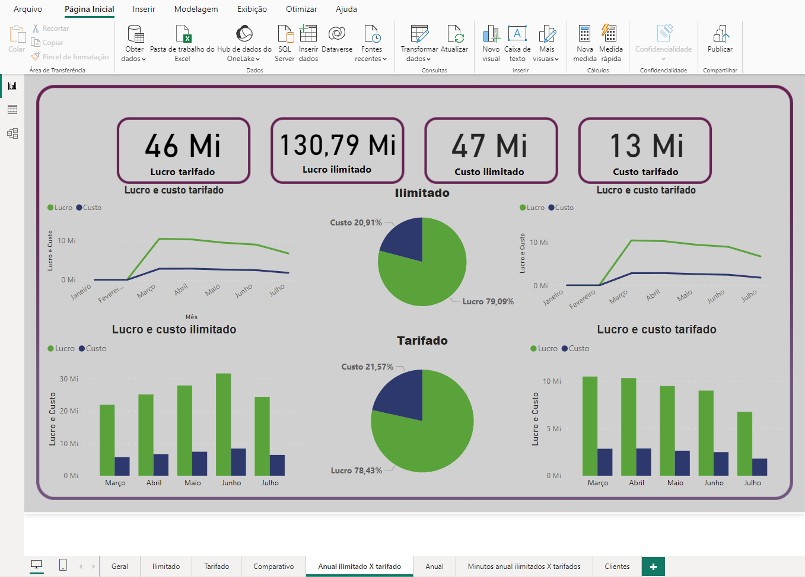 Arquivo Página Inicial Inserir Modelagem Exibição Otimizar Ajuda
Colar
Recortar
Copiar
Pincel de formatação
Área de Transferência
Obter dados
Pasta de trabalho do Excel
Hub de dados do OneLake
SQL Server
Inserir dados
Dataverse
Fontes recentes
Dados
Transformar dados
Atualizar
Consultas
Novo visual
Caixa de texto
Mais visuais
Inserir
Nova medida
Medida rápida
Cálculos
Confidencialidade
Confidencialidade
Publicar
Compartilhar
46 Mi
Lucro tarifado
130,79 Mi
Lucro ilimitado
47 Mi
Custo ilimitado
13 Mi
Custo tarifado
Lucro e custo tarifado
Lucro Custo
Lucro e Custo
10 Mi
0 Mi
Janeiro Feverei... Março Abril Maio Junho Julho
Mês
Ilimitado
Custo 20,91%
Lucro 79,09%
Lucro e custo tarifado
Lucro Custo
Lucro e Custo
10 Mi
0 Mi
Janeiro Fevereiro Março Abril Maio Junho Julho
Lucro e custo ilimitado
Lucro Custo
Lucro e Custo
30 Mi
20 Mi
10 Mi
0 Mi
Março Abril Maio Junho Julho
Tarifado
Custo 21,57%
Lucro 78,43%
Lucro e custo tarifado
Lucro Custo
Lucro e Custo
10 Mi
5 Mi
0 Mi
Março Abril Maio Junho Julho
Geral Ilimitado Tarifado Comparativo Anual ilimitado X tarifado Anual Minutos anual ilimitados X tarifados Clientes +